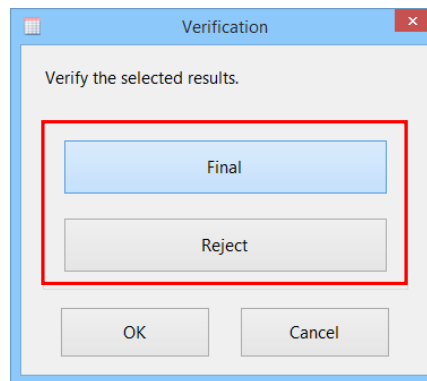 Verification
Verify the selected results.
Final
Reject
OK Cancel